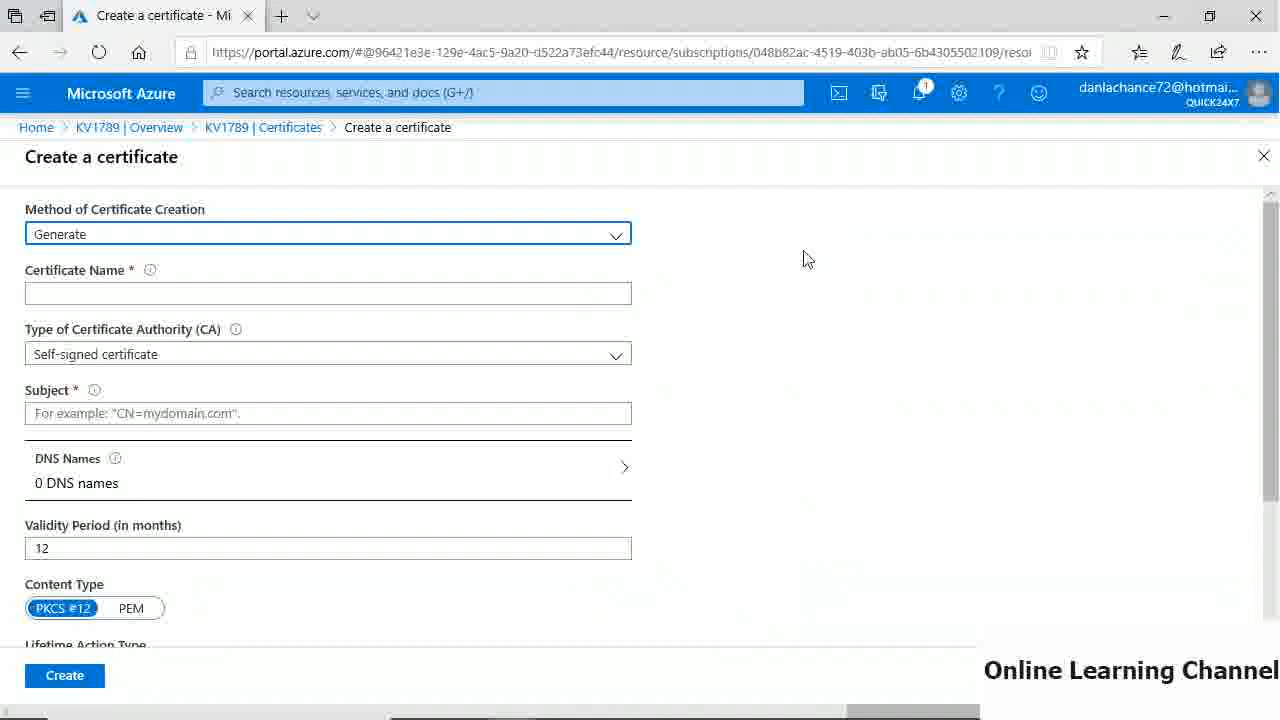 Create a certificate - Mi
https://portal.azure.com/#@96421e3e-129e-4ac5-9a20-d522a73efc44/resource/subscriptions/048b82ac-4519-403b-ab05-6b4305502109/resou
Microsoft Azure
Search resources, services, and docs (G+/)
1
danlachance72@hotmai...
QUICK24X7
Home > KV1789 | Overview > KV1789 | Certificates > Create a certificate
Create a certificate
Method of Certificate Creation
Generate
Certificate Name *
Type of Certificate Authority (CA)
Self-signed certificate
Subject *
For example: "CN=mydomain.com".
DNS Names
0 DNS names
Validity Period (in months)
12
Content Type
PKCS #12 PEM
Lifetime Action Type
Create
Online Learning Channel